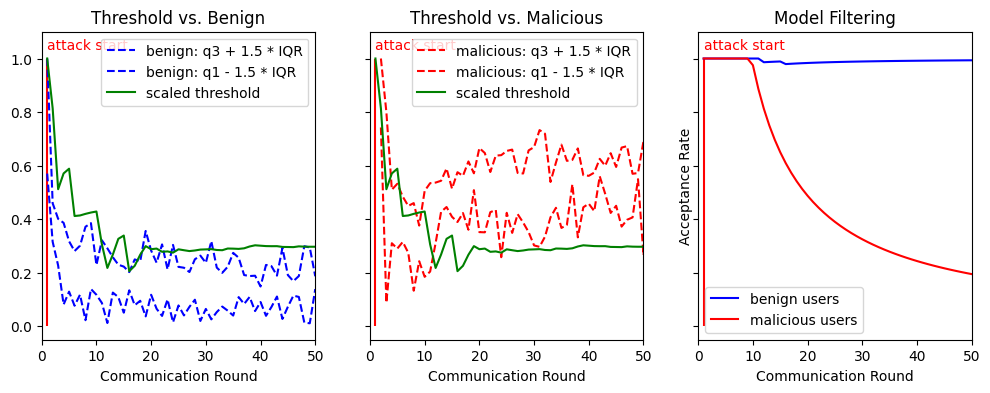 Threshold vs. Benign
attack start
benign: q3 + 1.5 * IQR
benign: q1 - 1.5 * IQR
scaled threshold
1.0
0.8
0.6
0.4
0.2
0.0
0 10 20 30 40 50
Communication Round
Threshold vs. Malicious
attack start
malicious: q3 + 1.5 * IQR
malicious: q1 - 1.5 * IQR
scaled threshold
0 10 20 30 40 50
Communication Round
Model Filtering
attack start
Acceptance Rate
benign users
malicious users
0 10 20 30 40 50
Communication Round